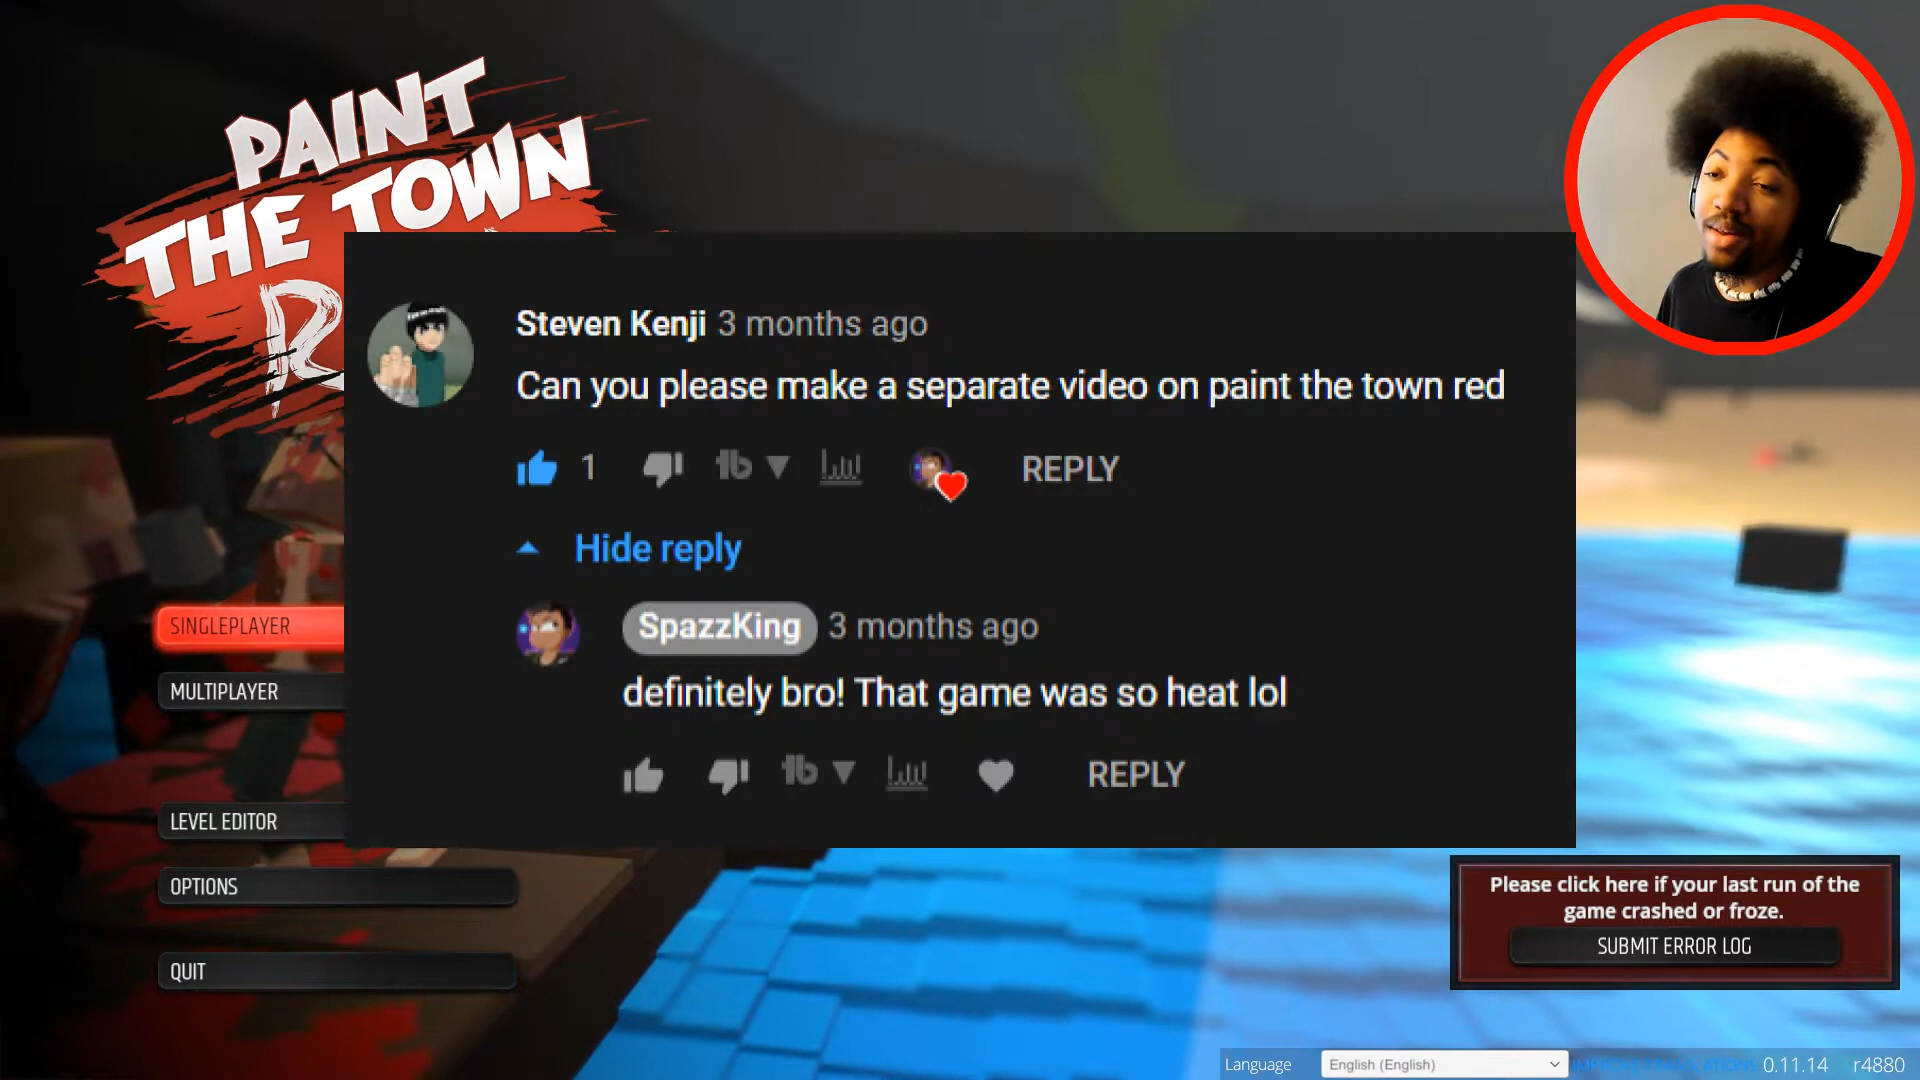 PAINT
THE TOWN
R
Steven Kenji 3 months ago
Can you please make a separate video on paint the town red
1
REPLY
Hide reply
SpazzKing 3 months ago
definitely bro! That game was so heat lol
REPLY
SINGLEPLAYER
MULTIPLAYER
LEVEL EDITOR
OPTIONS
QUIT
Please click here if your last run of the
game crashed or froze.
SUBMIT ERROR LOG
Language English (English) 0.11.14 r4880